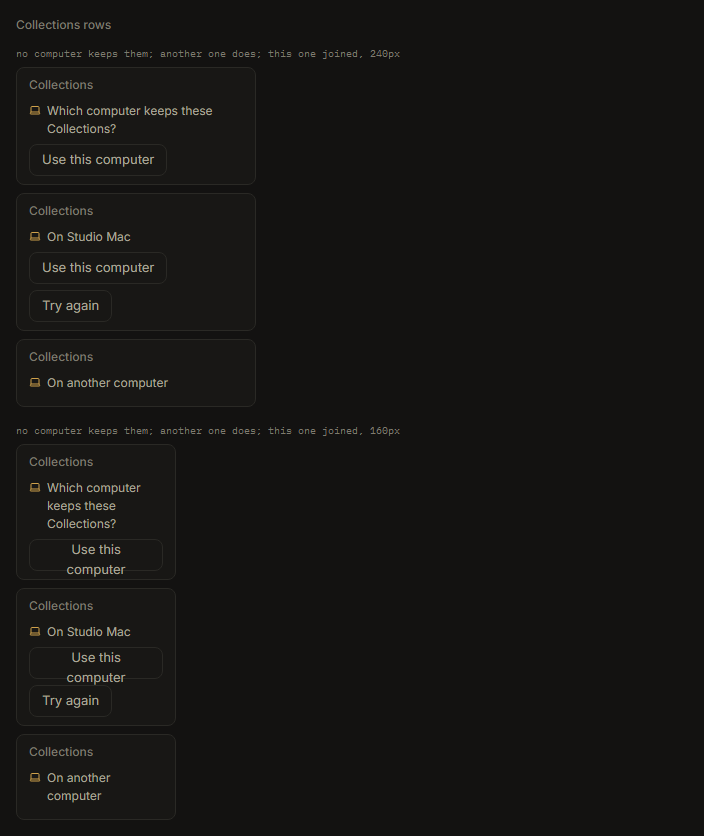 Collections rows
no computer keeps them; another one does; this one joined, 240px
Collections
Which computer keeps these
Collections?
Use this computer
Collections
On Studio Mac
Use this computer
Try again
Collections
On another computer
no computer keeps them; another one does; this one joined, 160px
Collections
Which computer
keeps these
Collections?
Use this
computer
Collections
On Studio Mac
Use this
computer
Try again
Collections
On another
computer